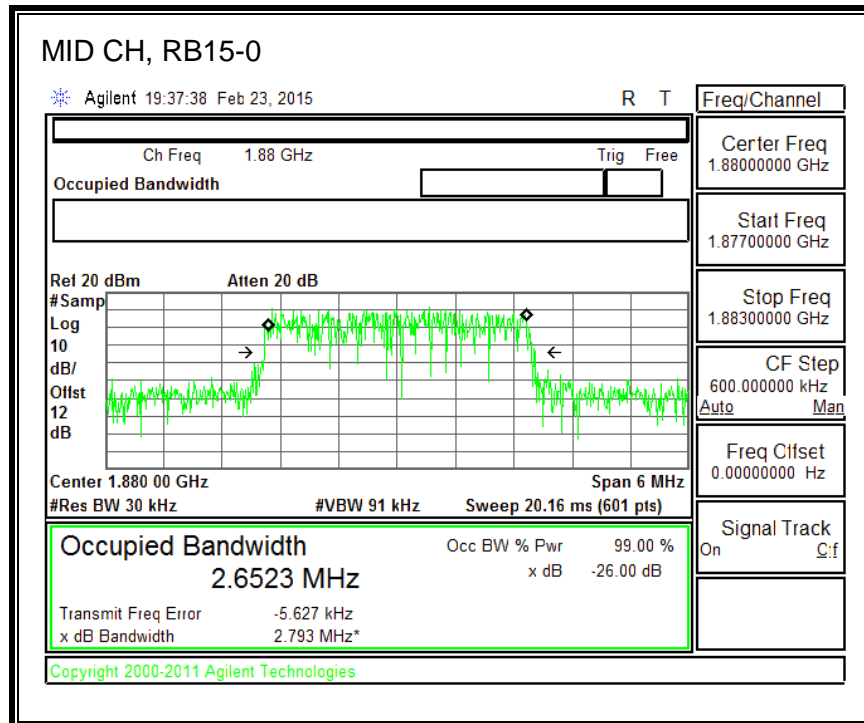 MID CH, RB15-0
Agilent 19:37:38 Feb 23, 2015 R T
Freq/Channel
Ch Freq 1.88 GHz Trig Free
Occupied Bandwidth
Center Freq
1.88000000 GHz
Start Freq
1.87700000 GHz
Stop Freq
1.88300000 GHz
CF Step
600.000000 kHz
Auto Man
Freq Offset
0.00000000 Hz
Signal Track
On Off
Ref 20 dBm Atten 20 dB
#Samp
Log
10
dB/
Offst
12
dB
Center 1.880 00 GHz Span 6 MHz
#Res BW 30 kHz #VBW 91 kHz Sweep 20.16 ms (601 pts)
Occupied Bandwidth
2.6523 MHz
Occ BW % Pwr 99.00 %
x dB -26.00 dB
Transmit Freq Error -5.627 kHz
x dB Bandwidth 2.793 MHz*
Copyright 2000-2011 Agilent Technologies